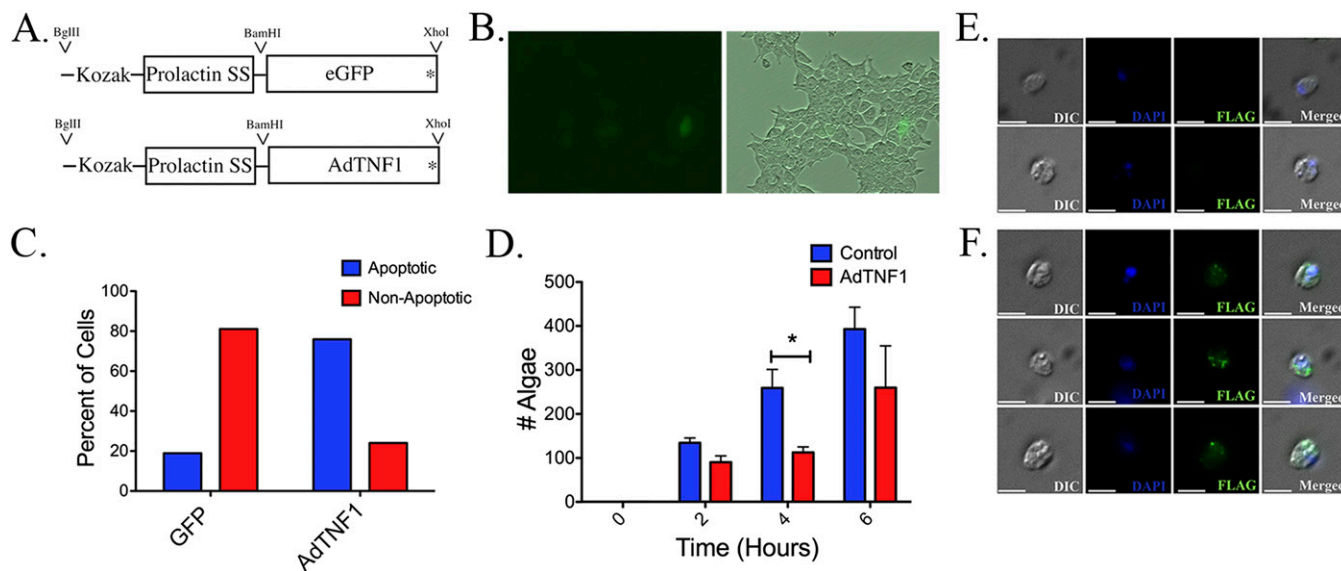 A.
BglII BamHI XhoI
Kozak Prolactin SS eGFP *
BglII BamHI XhoI
Kozak Prolactin SS AdTNF1 *
B.
C.
Apoptotic
Non-Apoptotic
Percent of Cells
100
80
60
40
20
0
GFP AdTNF1
D.
Control
AdTNF1
# Algae
500
400
300
200
100
0
*
0 2 4 6
Time (Hours)
E.
DIC DAPI FLAG Merged
DIC DAPI FLAG Merged
F.
DIC DAPI FLAG Merged
DIC DAPI FLAG Merged
DIC DAPI FLAG Merged